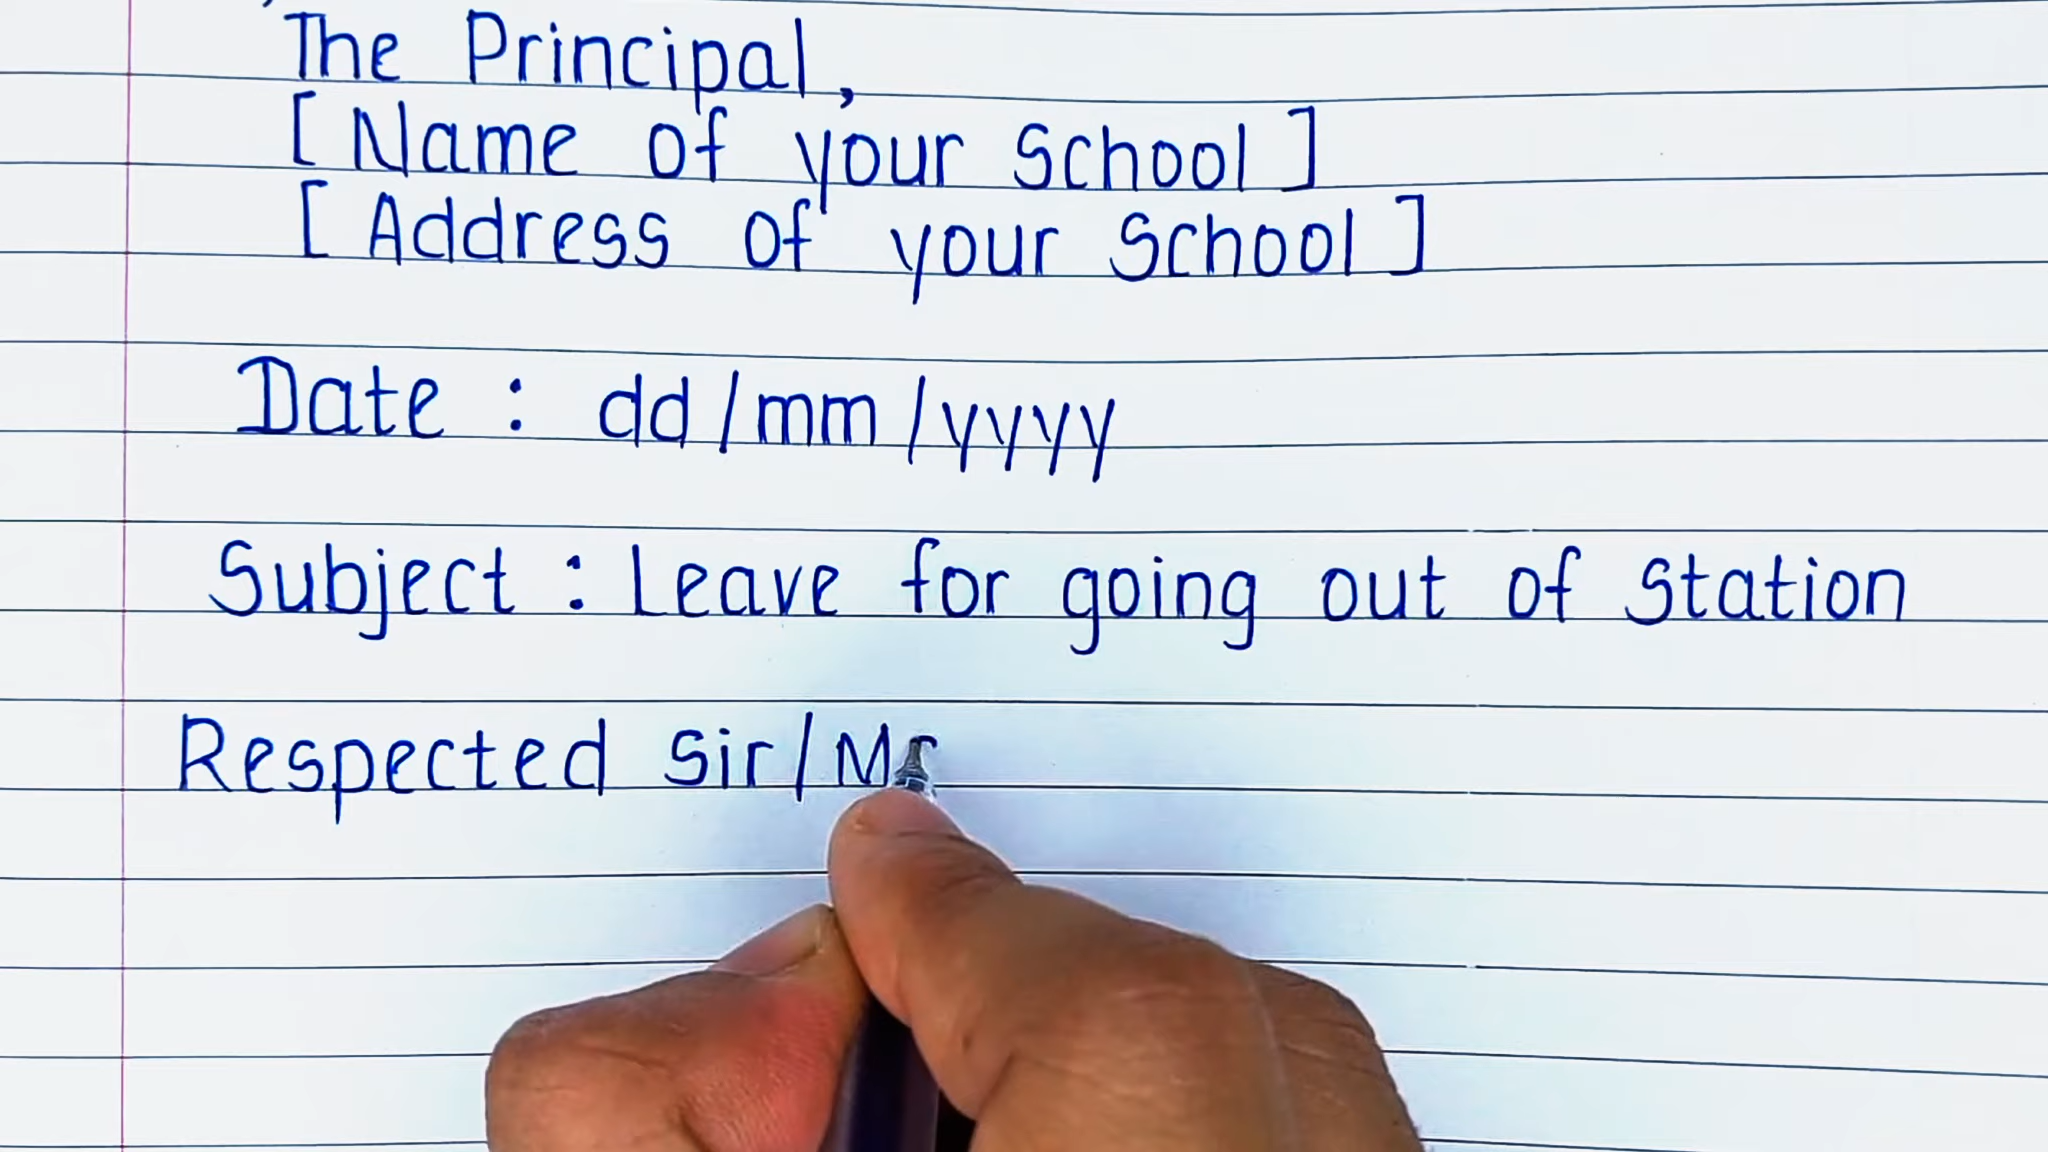 The Principal,
[ Name of your School ]
[ Address of your School ]
Date : dd/mm/yyyy
Subject : Leave for going out of station
Respected Sir/M